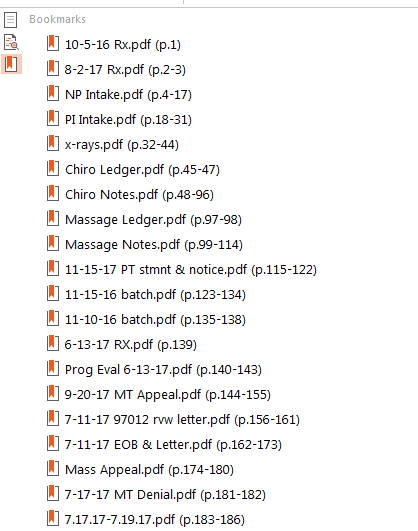 Bookmarks
10-5-16 Rx.pdf (p.1)
8-2-17 Rx.pdf (p.2-3)
NP Intake.pdf (p.4-17)
PI Intake.pdf (p.18-31)
x-rays.pdf (p.32-44)
Chiro Ledger.pdf (p.45-47)
Chiro Notes.pdf (p.48-96)
Massage Ledger.pdf (p.97-98)
Massage Notes.pdf (p.99-114)
11-15-17 PT stmnt & notice.pdf (p.115-122)
11-15-16 batch.pdf (p.123-134)
11-10-16 batch.pdf (p.135-138)
6-13-17 RX.pdf (p.139)
Prog Eval 6-13-17.pdf (p.140-143)
9-20-17 MT Appeal.pdf (p.144-155)
7-11-17 97012 rvw letter.pdf (p.156-161)
7-11-17 EOB & Letter.pdf (p.162-173)
Mass Appeal.pdf (p.174-180)
7-17-17 MT Denial.pdf (p.181-182)
7.17.17-7.19.17.pdf (p.183-186)